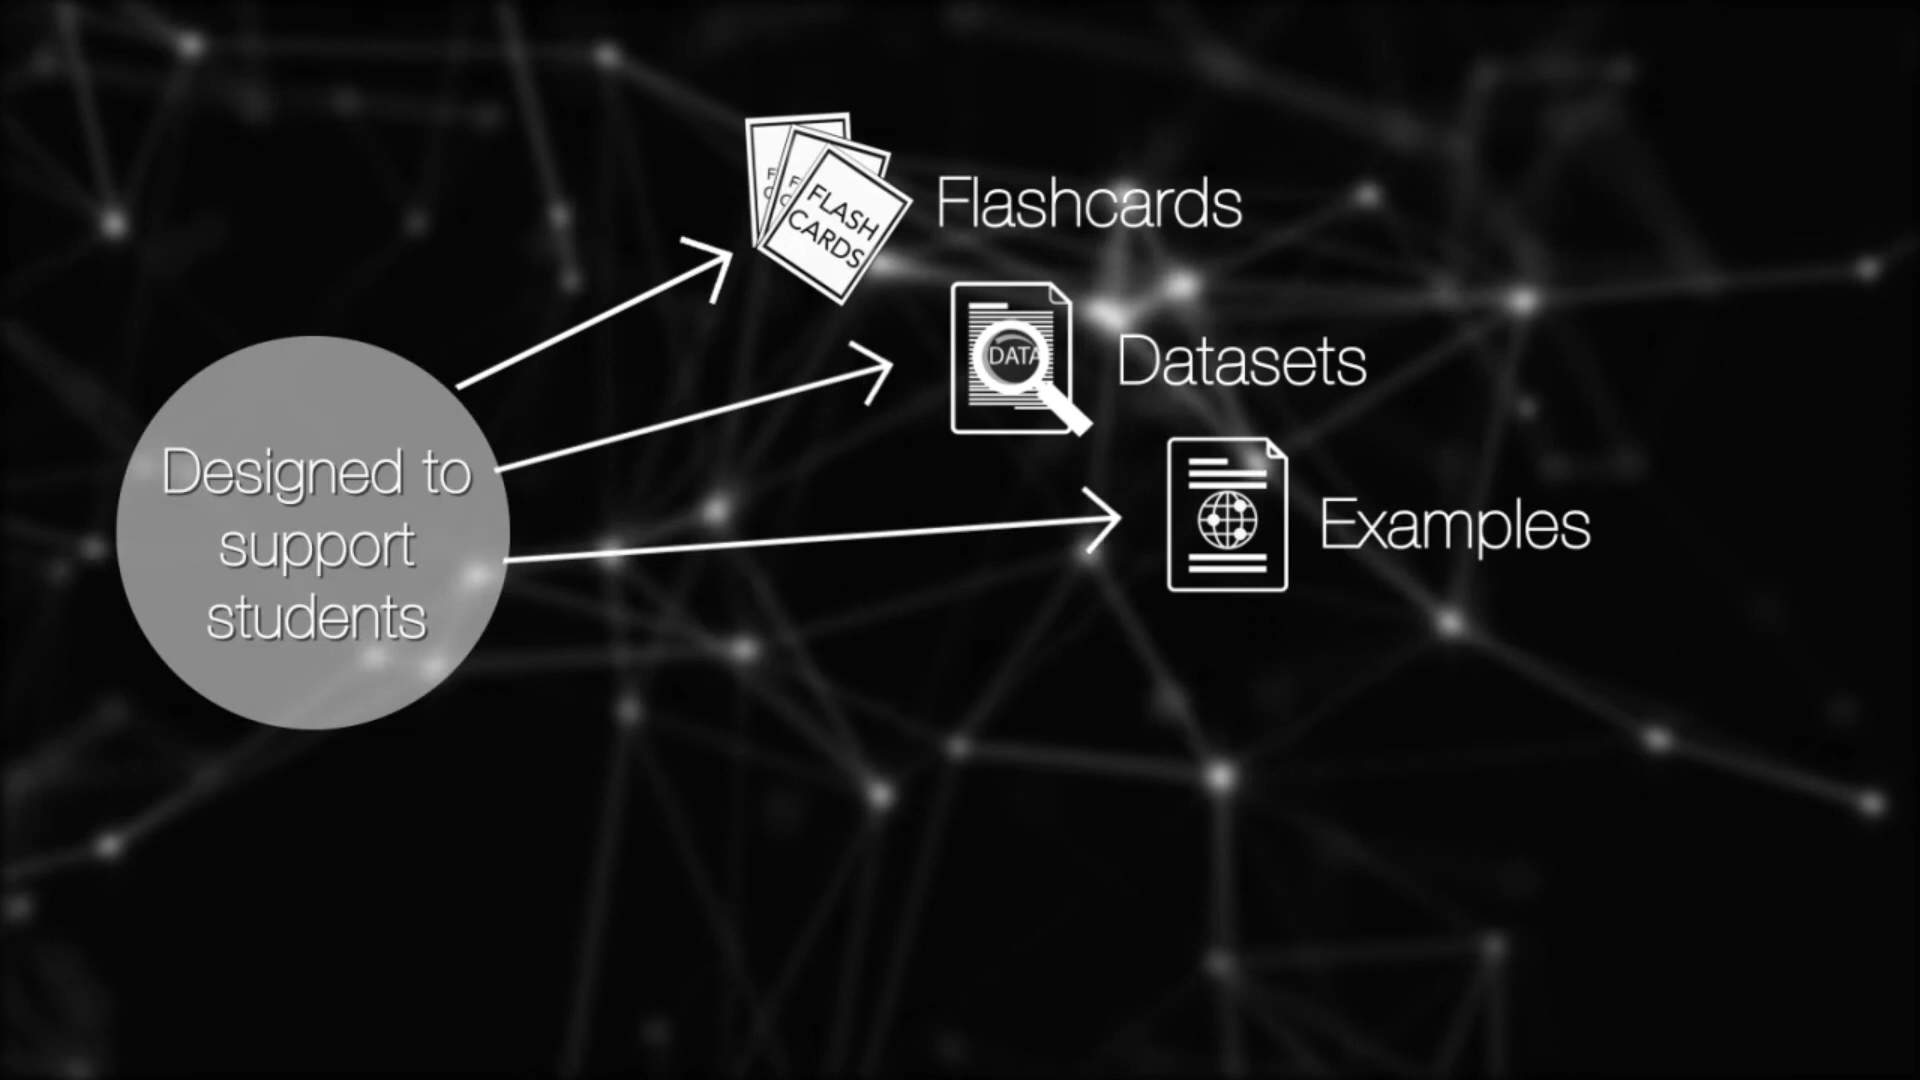 Designed to
support
students
FLASH
CARDS
Flashcards
DATA
Datasets
Examples